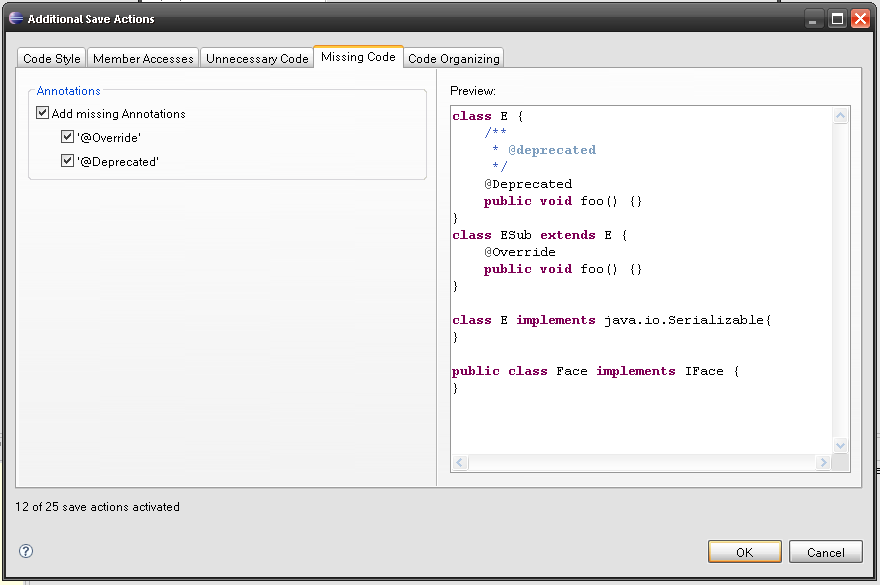 Additional Save Actions
Code Style
Member Accesses
Unnecessary Code
Missing Code
Code Organizing
Annotations
Add missing Annotations
'@Override'
'@Deprecated'
Preview:
class E {
    /**
     * @deprecated
     */
    @Deprecated
    public void foo() {}
}
class ESub extends E {
    @Override
    public void foo() {}
}
class E implements java.io.Serializable{
}
public class Face implements IFace {
}
12 of 25 save actions activated
?
OK
Cancel